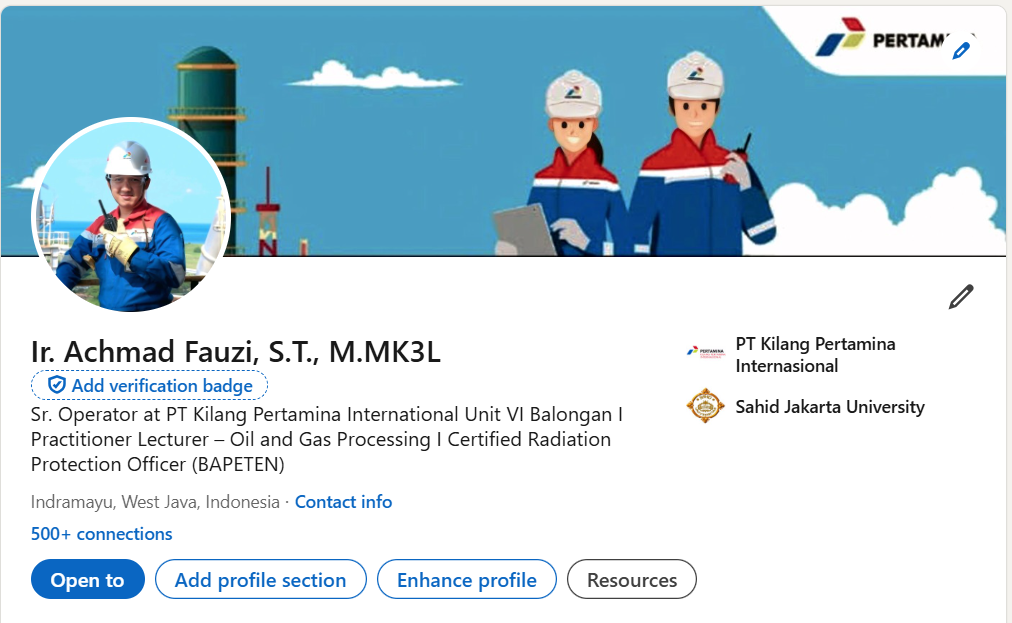 PERTAM
Ir. Achmad Fauzi, S.T., M.MK3L
Add verification badge
Sr. Operator at PT Kilang Pertamina International Unit VI Balongan I
Practitioner Lecturer – Oil and Gas Processing I Certified Radiation
Protection Officer (BAPETEN)
Indramayu, West Java, Indonesia · Contact info
500+ connections
Open to
Add profile section
Enhance profile
Resources
PERTAMINA
PT Kilang Pertamina
Internasional
Sahid Jakarta University